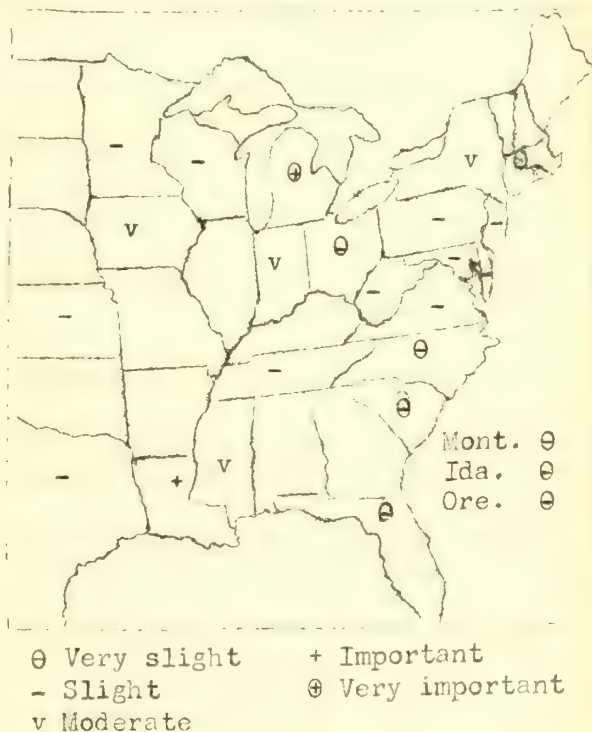 - - v
- ⊕ ⊖
v - -
v ⊖ -
- -
- ⊖
-
⊖
Mont. ⊖
v Ida. ⊖
- + Ore. ⊖
⊖
⊖ Very slight + Important
- Slight ⊕ Very important
v Moderate